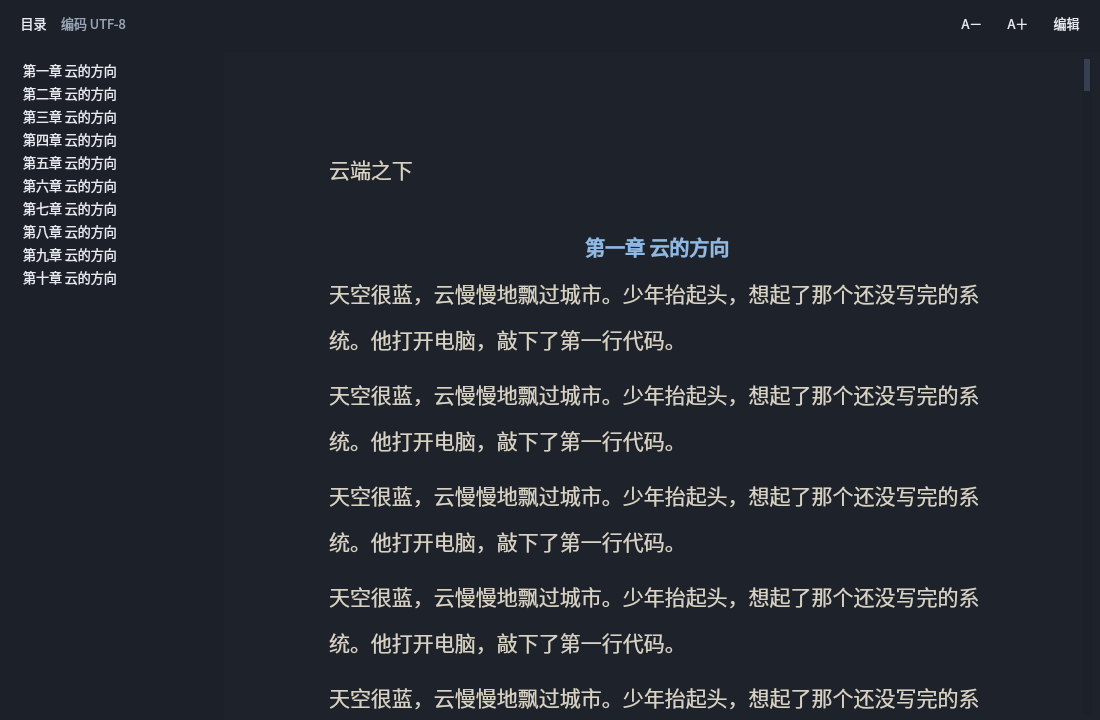 目录 编码 UTF-8 A－ A＋ 编辑
第一章 云的方向
第二章 云的方向
第三章 云的方向
第四章 云的方向
第五章 云的方向
第六章 云的方向
第七章 云的方向
第八章 云的方向
第九章 云的方向
第十章 云的方向
云端之下
第一章 云的方向
天空很蓝，云慢慢地飘过城市。少年抬起头，想起了那个还没写完的系
统。他打开电脑，敲下了第一行代码。
天空很蓝，云慢慢地飘过城市。少年抬起头，想起了那个还没写完的系
统。他打开电脑，敲下了第一行代码。
天空很蓝，云慢慢地飘过城市。少年抬起头，想起了那个还没写完的系
统。他打开电脑，敲下了第一行代码。
天空很蓝，云慢慢地飘过城市。少年抬起头，想起了那个还没写完的系
统。他打开电脑，敲下了第一行代码。
天空很蓝，云慢慢地飘过城市。少年抬起头，想起了那个还没写完的系